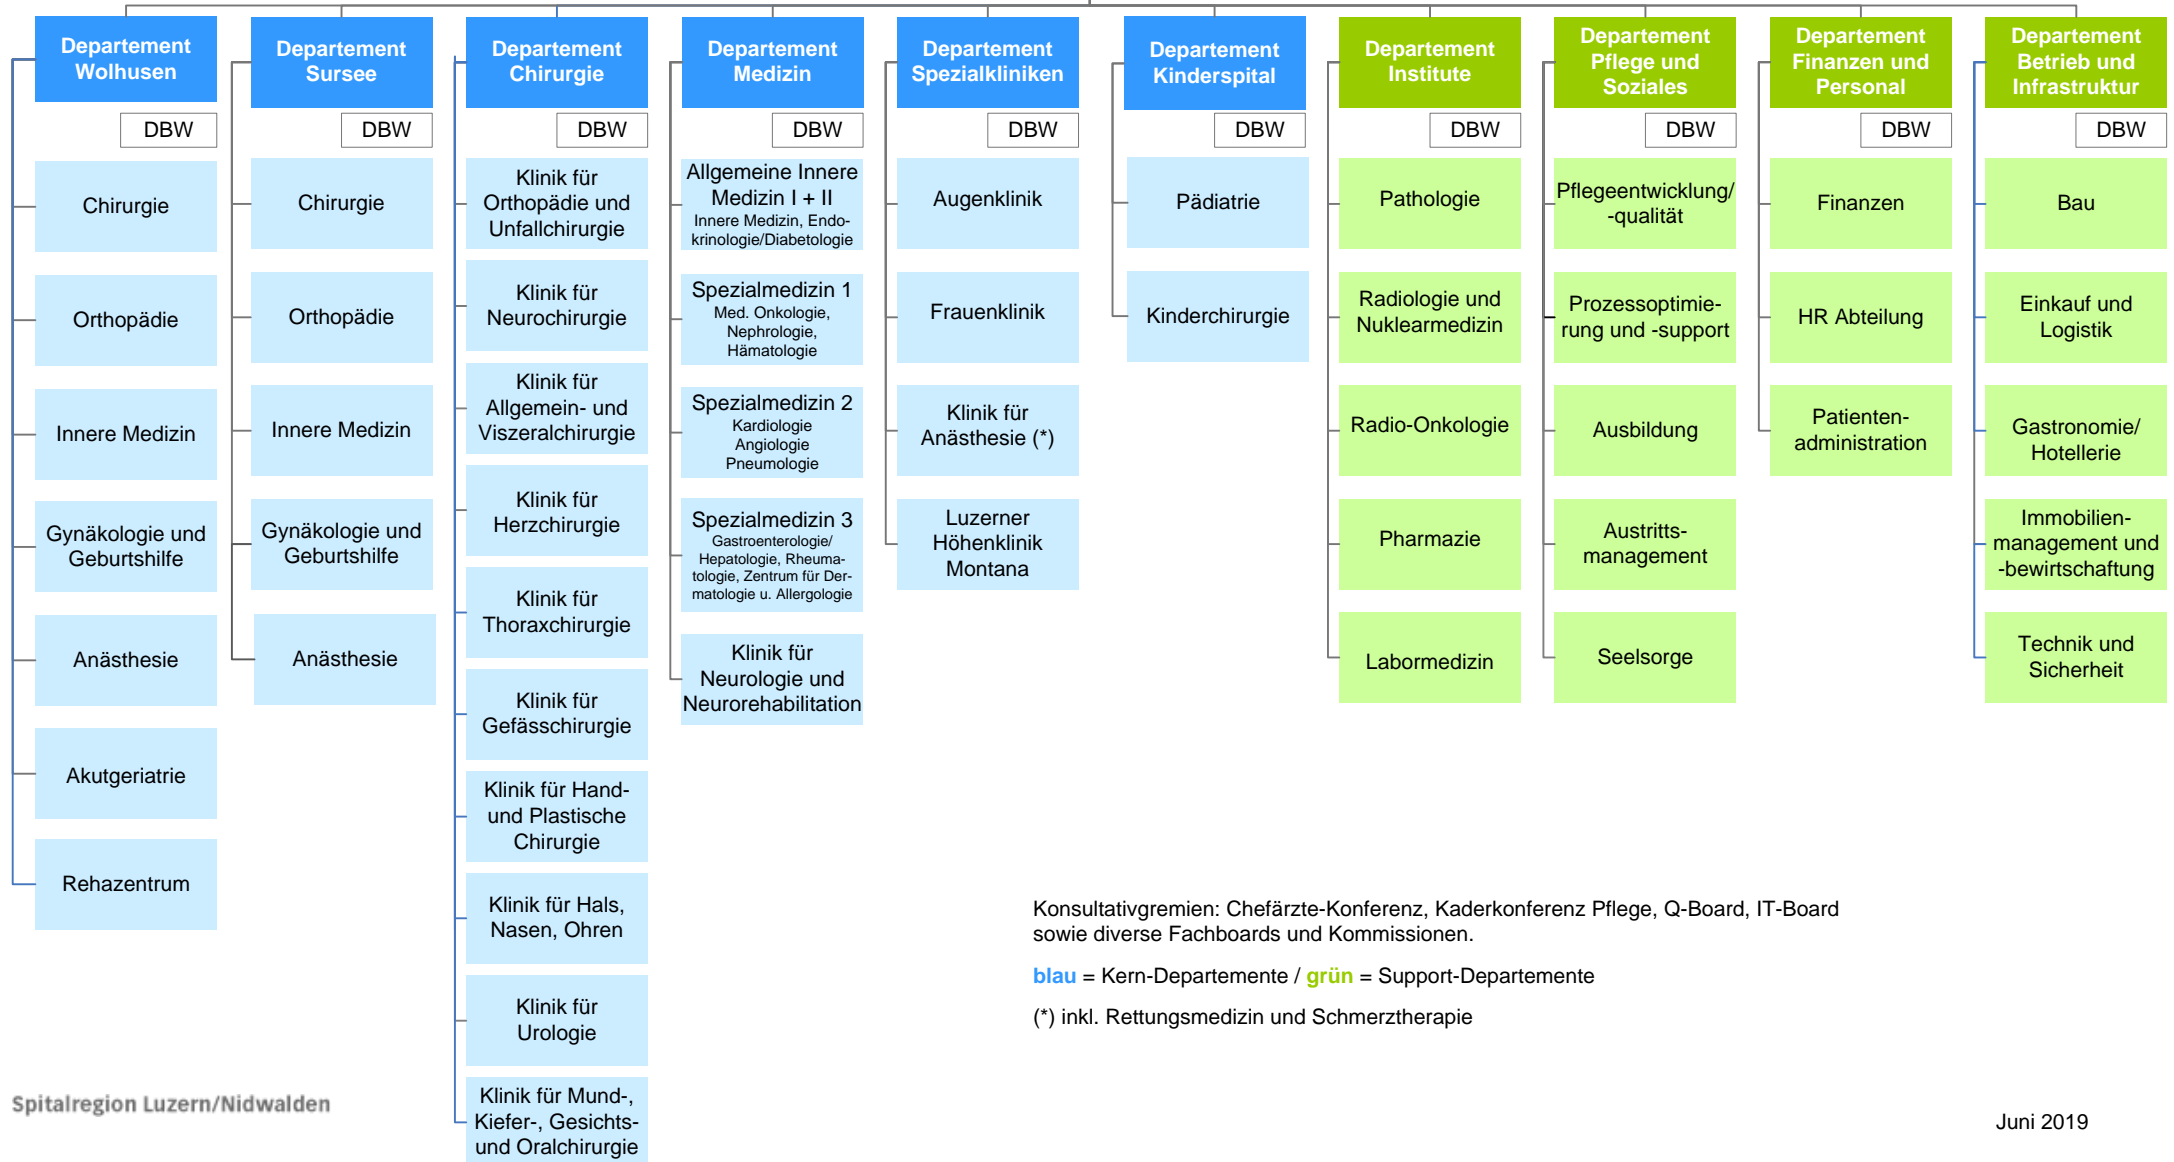 Departement
Wolhusen
DBW
Chirurgie
Orthopädie
Innere Medizin
Gynäkologie und
Geburtshilfe
Anästhesie
Akutgeriatrie
Rehazentrum
Departement
Sursee
DBW
Chirurgie
Orthopädie
Innere Medizin
Gynäkologie und
Geburtshilfe
Anästhesie
Departement
Chirurgie
DBW
Klinik für
Orthopädie und
Unfallchirurgie
Klinik für
Neurochirurgie
Klinik für
Allgemein- und
Viszeralchirurgie
Klinik für
Herzchirurgie
Klinik für
Thoraxchirurgie
Klinik für
Gefässchirurgie
Klinik für Hand-
und Plastische
Chirurgie
Klinik für Hals,
Nasen, Ohren
Klinik für
Urologie
Klinik für Mund-,
Kiefer-, Gesichts-
und Oralchirurgie
Departement
Medizin
DBW
Allgemeine Innere
Medizin I + II
Innere Medizin, Endo-
krinologie/Diabetologie
Spezialmedizin 1
Med. Onkologie,
Nephrologie,
Hämatologie
Spezialmedizin 2
Kardiologie
Angiologie
Pneumologie
Spezialmedizin 3
Gastroenterologie/
Hepatologie, Rheuma-
tologie, Zentrum für Der-
matologie u. Allergologie
Klinik für
Neurologie und
Neurorehabilitation
Departement
Spezialkliniken
DBW
Augenklinik
Frauenklinik
Klinik für
Anästhesie (*)
Luzerner
Höhenklinik
Montana
Departement
Kinderspital
DBW
Pädiatrie
Kinderchirurgie
Departement
Institute
DBW
Pathologie
Radiologie und
Nuklearmedizin
Radio-Onkologie
Pharmazie
Labormedizin
Departement
Pflege und
Soziales
DBW
Pflegeentwicklung/
-qualität
Prozessoptimie-
rung und -support
Ausbildung
Austritts-
management
Seelsorge
Departement
Finanzen und
Personal
DBW
Finanzen
HR Abteilung
Patienten-
administration
Departement
Betrieb und
Infrastruktur
DBW
Bau
Einkauf und
Logistik
Gastronomie/
Hotellerie
Immobilien-
management und
-bewirtschaftung
Technik und
Sicherheit
Konsultativgremien: Chefärzte-Konferenz, Kaderkonferenz Pflege, Q-Board, IT-Board
sowie diverse Fachboards und Kommissionen.
blau = Kern-Departemente / grün = Support-Departemente
(*) inkl. Rettungsmedizin und Schmerztherapie
Spitalregion Luzern/Nidwalden
Juni 2019